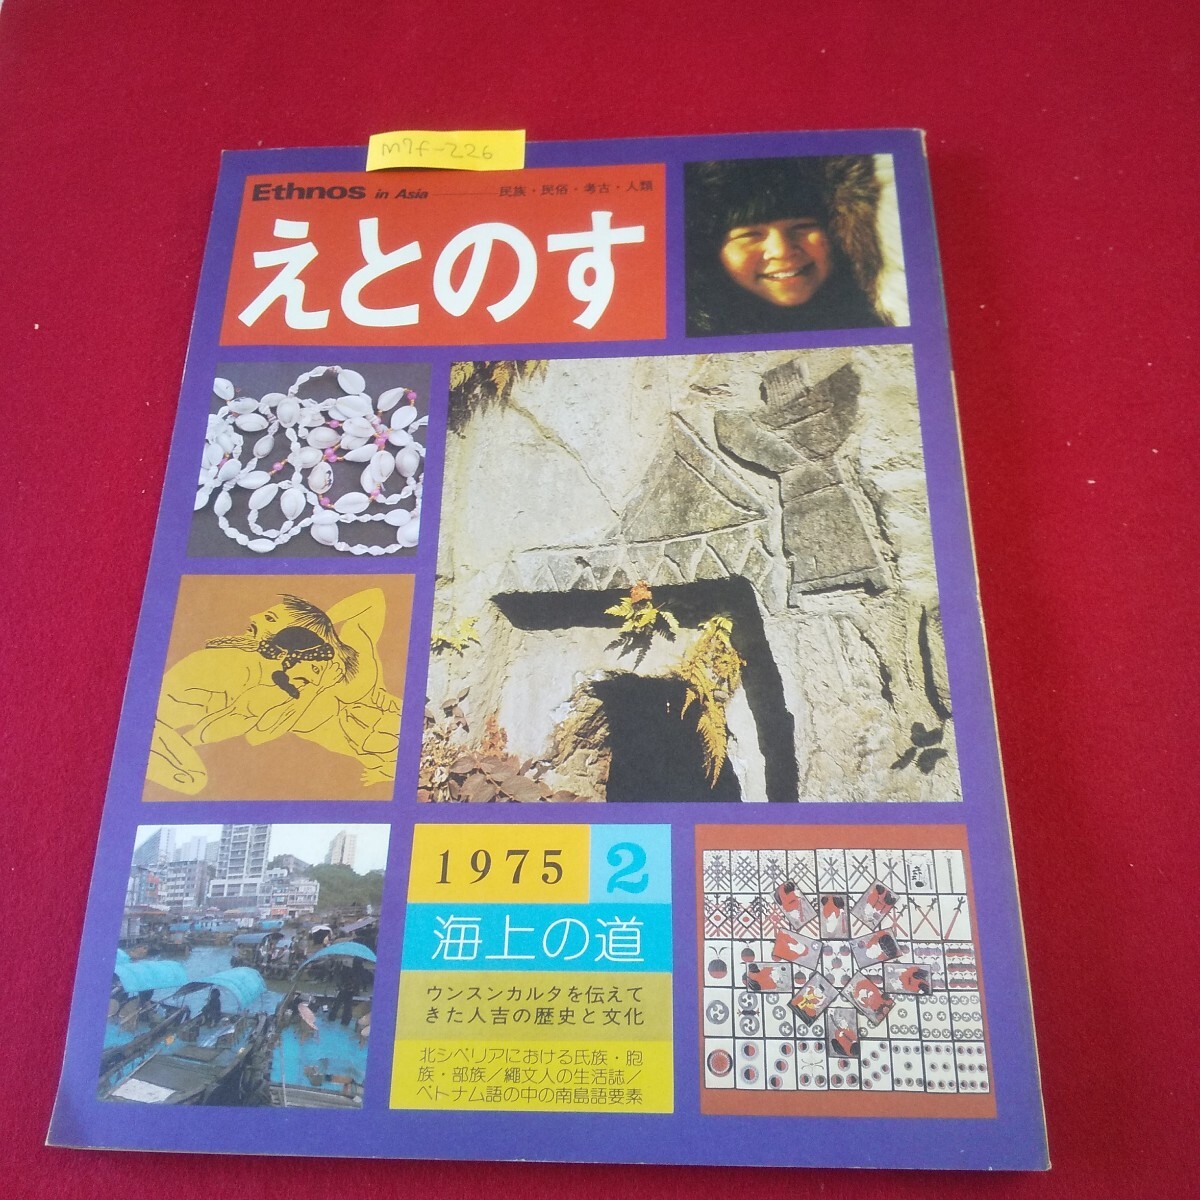 m7f-226
Ethnos in Asia 民族・民俗・考古・人類
えとのす
1975 2
海上の道
ウンスンカルタを伝えて
きた人吉の歴史と文化
北シベリアにおける氏族・胞
族・部族／縄文人の生活誌／
ベトナム語の中の南島語要素